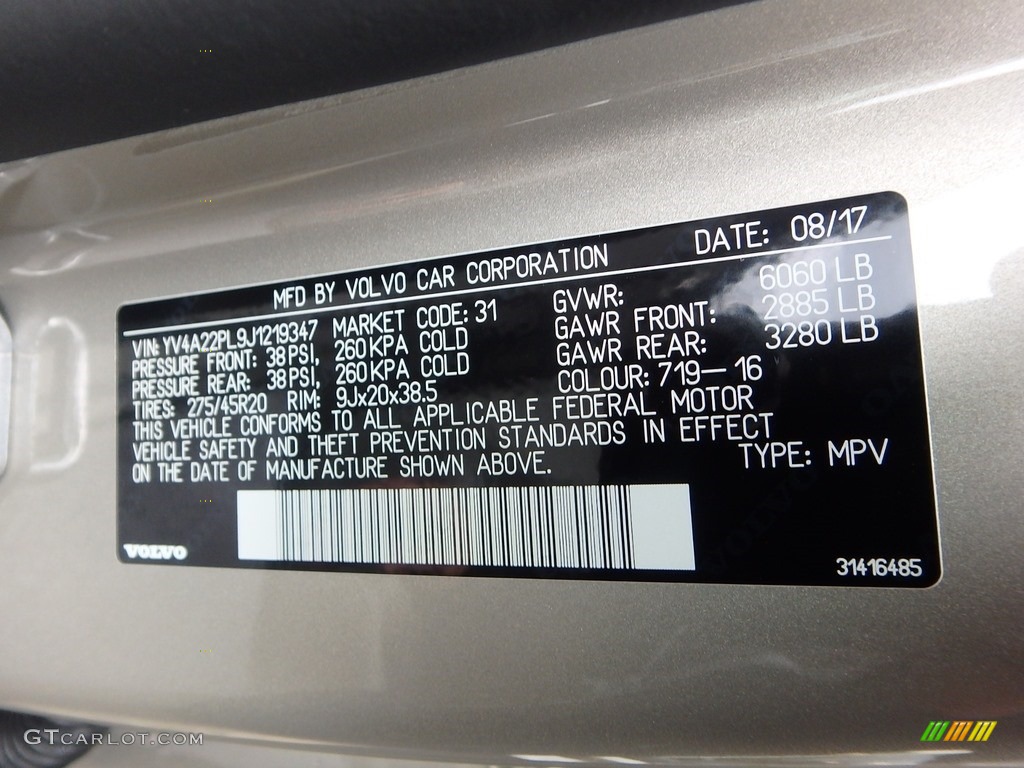 MFD BY VOLVO CAR CORPORATION DATE: 08/17
VIN: YV4A22PL9J1219347 MARKET CODE: 31 GVWR: 6060 LB
PRESSURE FRONT: 38 PSI, 260 KPA COLD GAWR FRONT: 2885 LB
PRESSURE REAR: 38 PSI, 260 KPA COLD GAWR REAR: 3280 LB
TIRES: 275/45R20 RIM: 9Jx20x38.5 COLOUR: 719-16
THIS VEHICLE CONFORMS TO ALL APPLICABLE FEDERAL MOTOR
VEHICLE SAFETY AND THEFT PREVENTION STANDARDS IN EFFECT
ON THE DATE OF MANUFACTURE SHOWN ABOVE. TYPE: MPV
VOLVO 31416485
GTCARLOT.COM